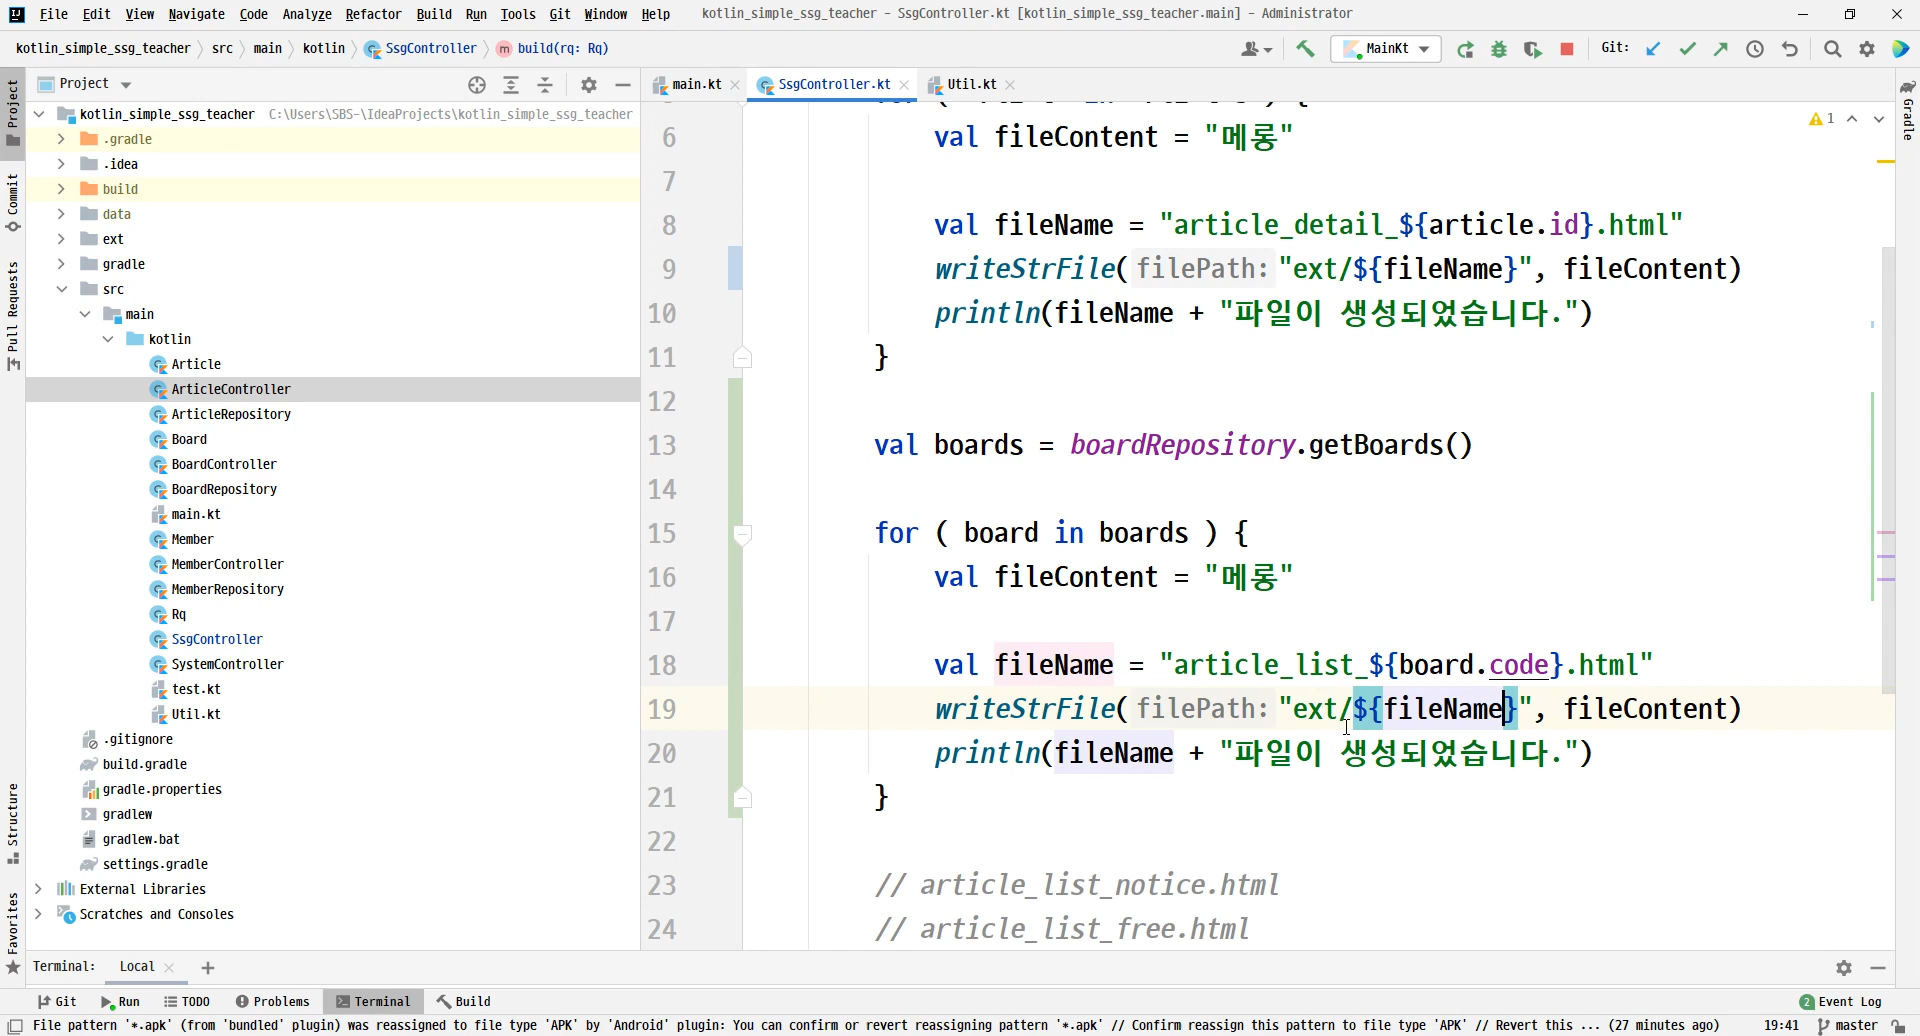 File Edit View Navigate Code Analyze Refactor Build Run Tools Git Window Help kotlin_simple_ssg_teacher - SsgController.kt [kotlin_simple_ssg_teacher.main] - Administrator
kotlin_simple_ssg_teacher src main kotlin SsgController build(rq: Rq) MainKt Git:
Project
main.kt SsgController.kt Util.kt
kotlin_simple_ssg_teacher C:\Users\SBS-\IdeaProjects\kotlin_simple_ssg_teacher
.gradle
.idea
build
data
ext
gradle
src
main
kotlin
Article
ArticleController
ArticleRepository
Board
BoardController
BoardRepository
main.kt
Member
MemberController
MemberRepository
Rq
SsgController
SystemController
test.kt
Util.kt
.gitignore
build.gradle
gradle.properties
gradlew
gradlew.bat
settings.gradle
External Libraries
Scratches and Consoles
Project
Commit
Pull Requests
Structure
Favorites
6 val fileContent = "메롱"
7
8 val fileName = "article_detail_${article.id}.html"
9 writeStrFile( filePath: "ext/${fileName}", fileContent)
10 println(fileName + "파일이 생성되었습니다.")
11 }
12
13 val boards = boardRepository.getBoards()
14
15 for ( board in boards ) {
16 val fileContent = "메롱"
17
18 val fileName = "article_list_${board.code}.html"
19 writeStrFile( filePath: "ext/${fileName}", fileContent)
20 println(fileName + "파일이 생성되었습니다.")
21 }
22
23 // article_list_notice.html
24 // article_list_free.html
1
Gradle
Terminal: Local
Git Run TODO Problems Terminal Build 2 Event Log
File pattern '*.apk' (from 'bundled' plugin) was reassigned to file type 'APK' by 'Android' plugin: You can confirm or revert reassigning pattern '*.apk' // Confirm reassign this pattern to file type 'APK' // Revert this ... (27 minutes ago) 19:41 master